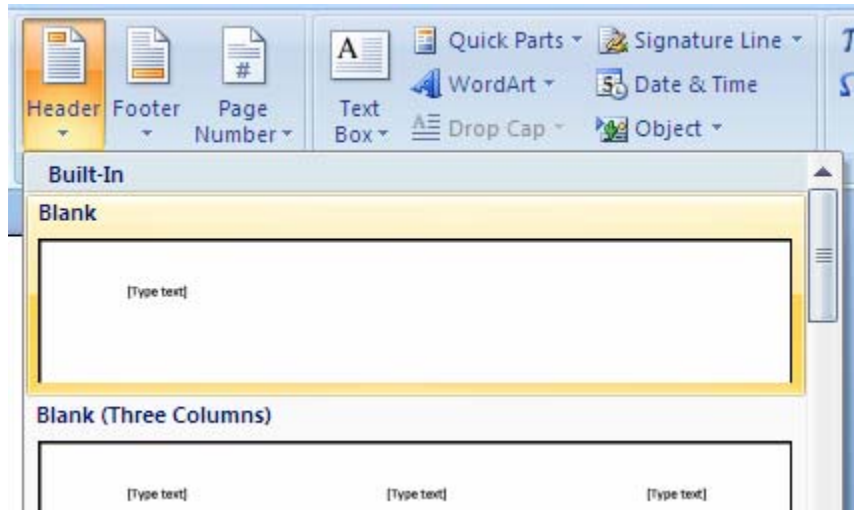 Header
Footer
Page
Number
#
A
Text
Box
Quick Parts
WordArt
Drop Cap
Signature Line
Date & Time
Object
Built-In
Blank
[Type text]
Blank (Three Columns)
[Type text] [Type text] [Type text]